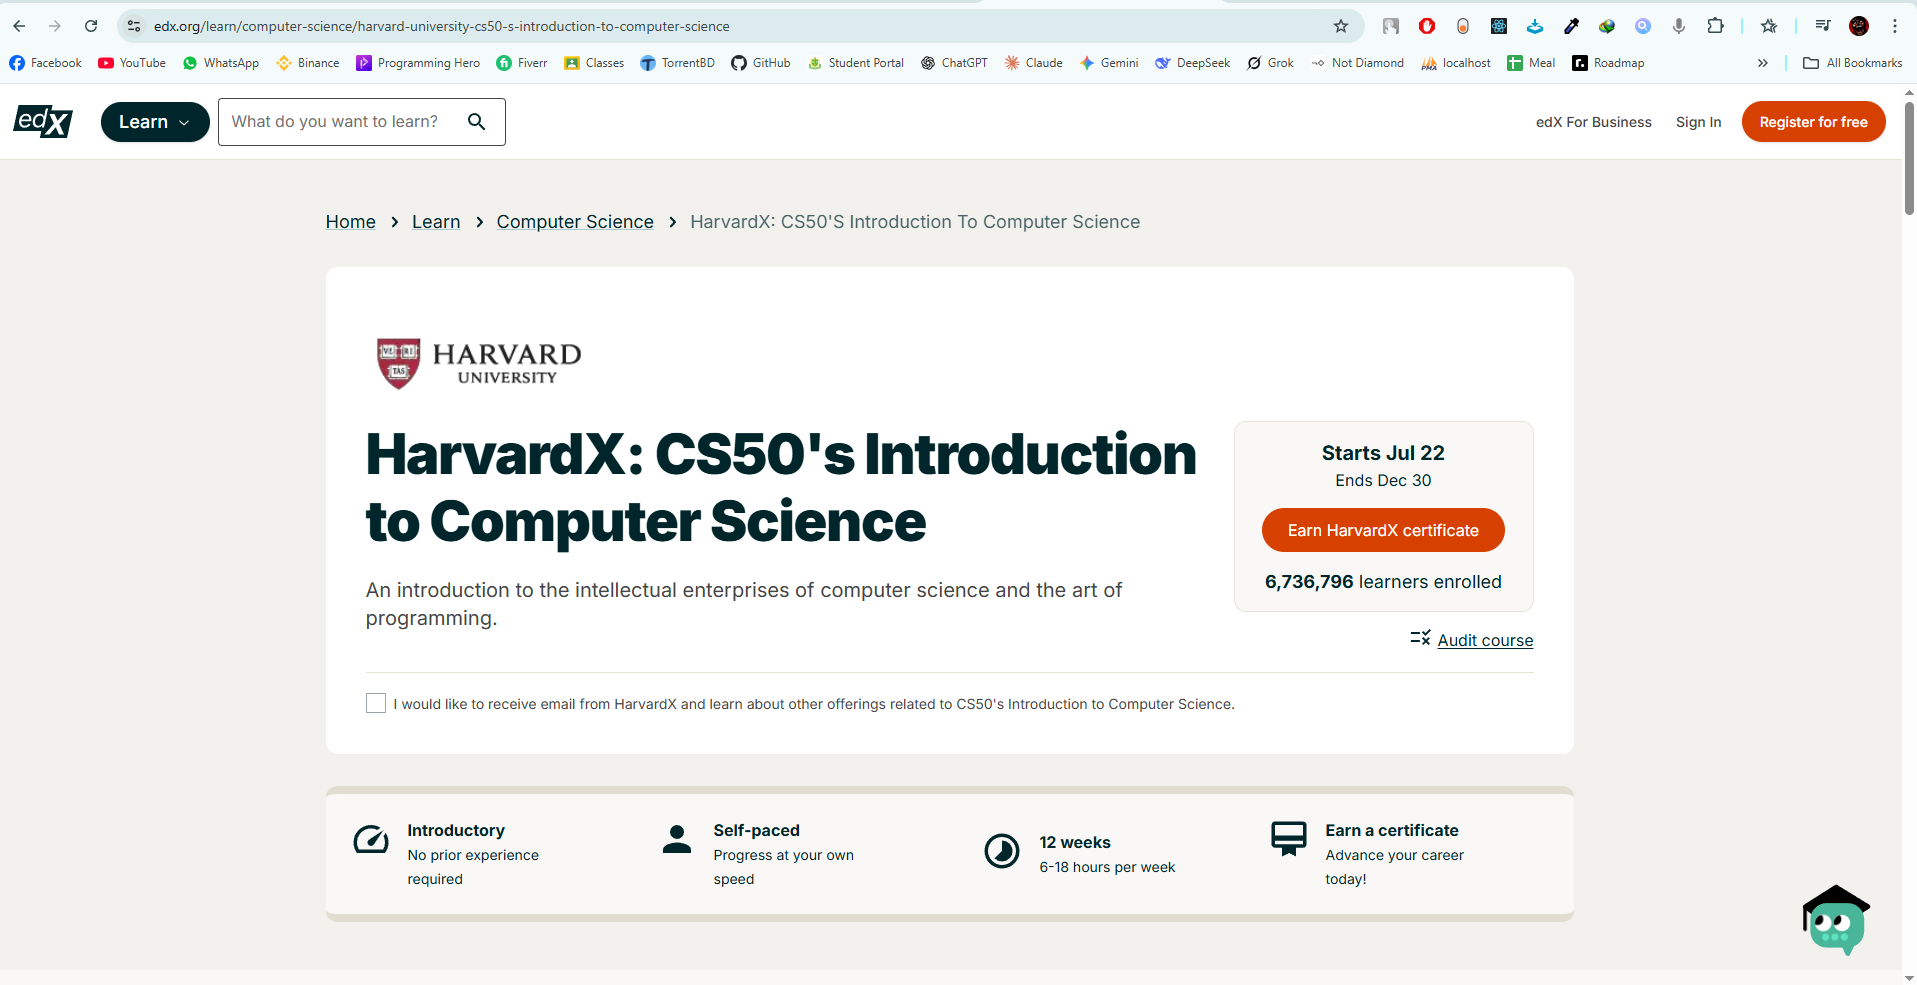 edx.org/learn/computer-science/harvard-university-cs50-s-introduction-to-computer-science
Facebook YouTube WhatsApp Binance Programming Hero Fiverr Classes TorrentBD GitHub Student Portal ChatGPT Claude Gemini DeepSeek Grok Not Diamond localhost Meal Roadmap » All Bookmarks
edX Learn What do you want to learn? edX For Business Sign In Register for free
Home > Learn > Computer Science > HarvardX: CS50'S Introduction To Computer Science
VE RI
TAS
HARVARD
UNIVERSITY
HarvardX: CS50's Introduction
to Computer Science
An introduction to the intellectual enterprises of computer science and the art of
programming.
Starts Jul 22
Ends Dec 30
Earn HarvardX certificate
6,736,796 learners enrolled
Audit course
I would like to receive email from HarvardX and learn about other offerings related to CS50's Introduction to Computer Science.
Introductory
No prior experience
required
Self-paced
Progress at your own
speed
12 weeks
6-18 hours per week
Earn a certificate
Advance your career
today!